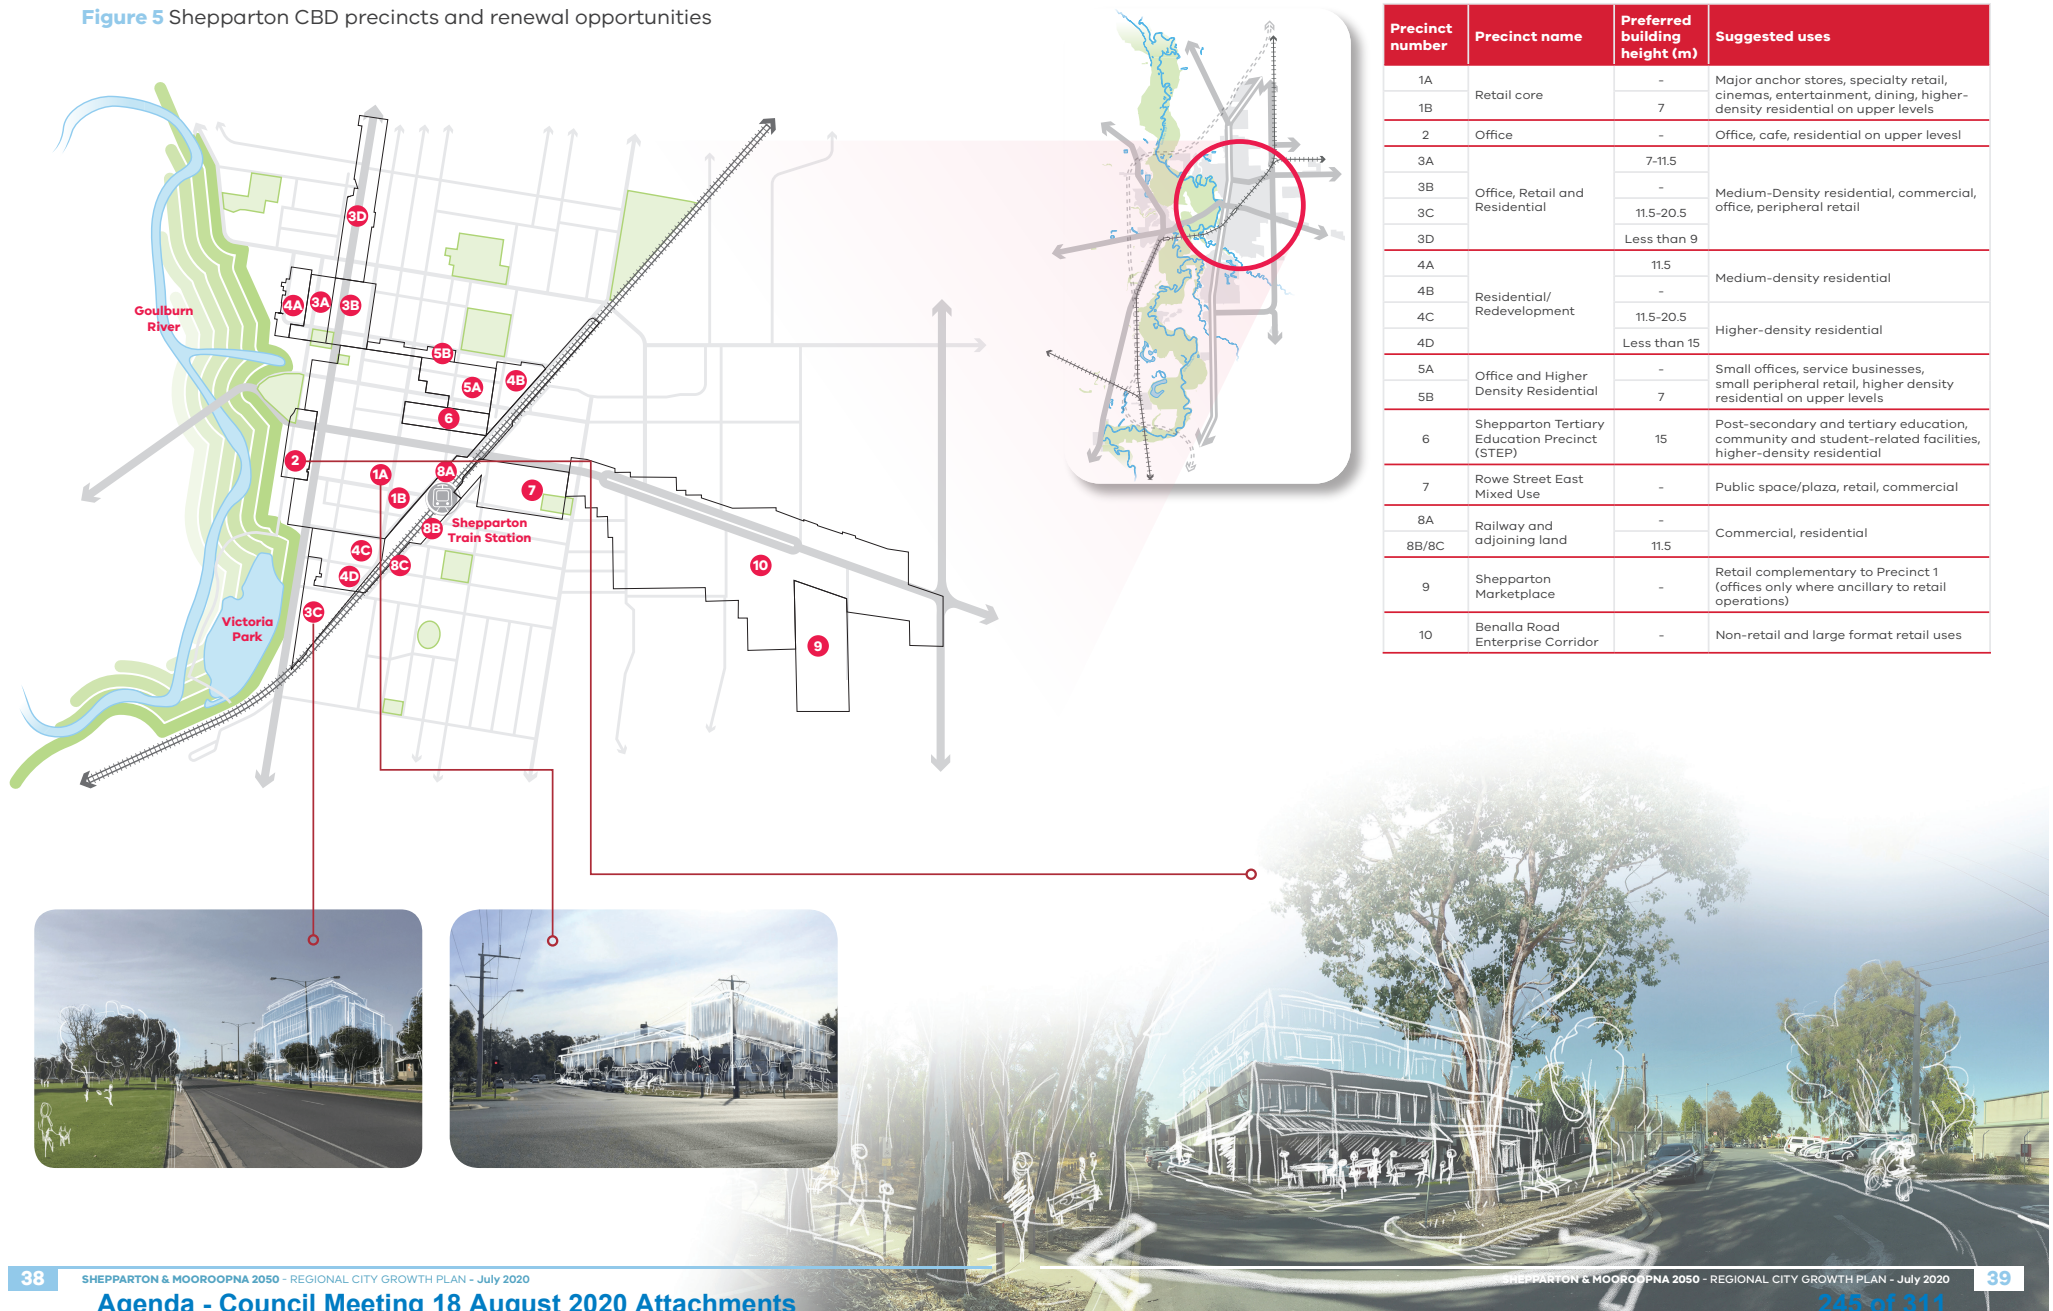 Figure 5 Shepparton CBD precincts and renewal opportunities
3D
4A
3A
3B
Goulburn
River
5B
5A
4B
6
2
1A
8A
1B
7
8B
Shepparton
Train Station
4C
8C
4D
10
3C
Victoria
Park
9
Precinct number | Precinct name | Preferred building height (m) | Suggested uses
1A | Retail core | - | Major anchor stores, specialty retail, cinemas, entertainment, dining, higher-density residential on upper levels
1B | 7
2 | Office | - | Office, cafe, residential on upper levesl
3A | Office, Retail and Residential | 7-11.5 | Medium-Density residential, commercial, office, peripheral retail
3B | -
3C | 11.5-20.5
3D | Less than 9
4A | Residential/ Redevelopment | 11.5 | Medium-density residential
4B | -
4C | 11.5-20.5 | Higher-density residential
4D | Less than 15
5A | Office and Higher Density Residential | - | Small offices, service businesses, small peripheral retail, higher density residential on upper levels
5B | 7
6 | Shepparton Tertiary Education Precinct (STEP) | 15 | Post-secondary and tertiary education, community and student-related facilities, higher-density residential
7 | Rowe Street East Mixed Use | - | Public space/plaza, retail, commercial
8A | Railway and adjoining land | - | Commercial, residential
8B/8C | 11.5
9 | Shepparton Marketplace | - | Retail complementary to Precinct 1 (offices only where ancillary to retail operations)
10 | Benalla Road Enterprise Corridor | - | Non-retail and large format retail uses
38 SHEPPARTON & MOOROOPNA 2050 - REGIONAL CITY GROWTH PLAN - July 2020
SHEPPARTON & MOOROOPNA 2050 - REGIONAL CITY GROWTH PLAN - July 2020 39
Agenda - Council Meeting 18 August 2020 Attachments
245 of 311